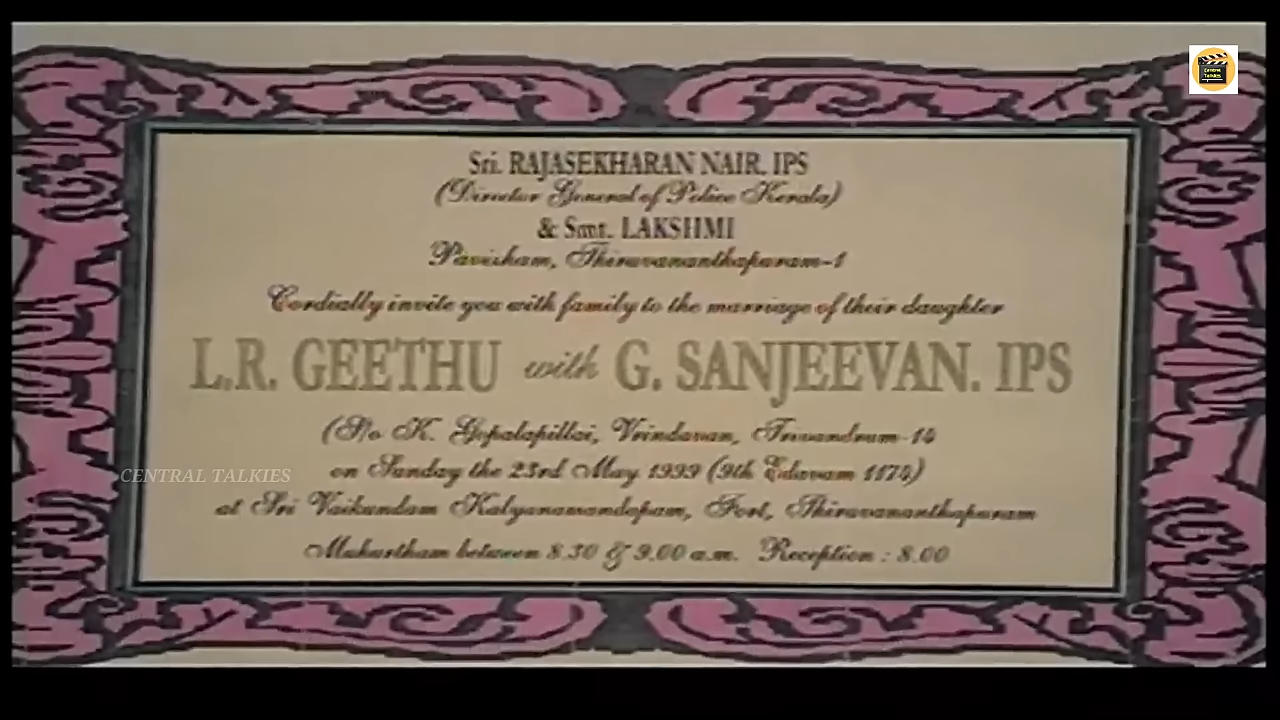 Central
Talkies
Sri. RAJASEKHARAN NAIR. IPS
(Director General of Police Kerala)
& Smt. LAKSHMI
Thiruvananthapuram-1
Cordially invite you with family to the marriage of their daughter
L.R. GEETHU with G. SANJEEVAN. IPS
(S/o K. Gopalapillai, Vrindavan, Trivandrum-14
on Sunday the 23rd May 1999 (9th Edavam 1174)
CENTRAL TALKIES
at Sri Vaikundam Kalyanamandapam, Fort, Thiruvananthapuram
Muhurtham between 8.30 & 9.00 a.m. Reception : 8.00